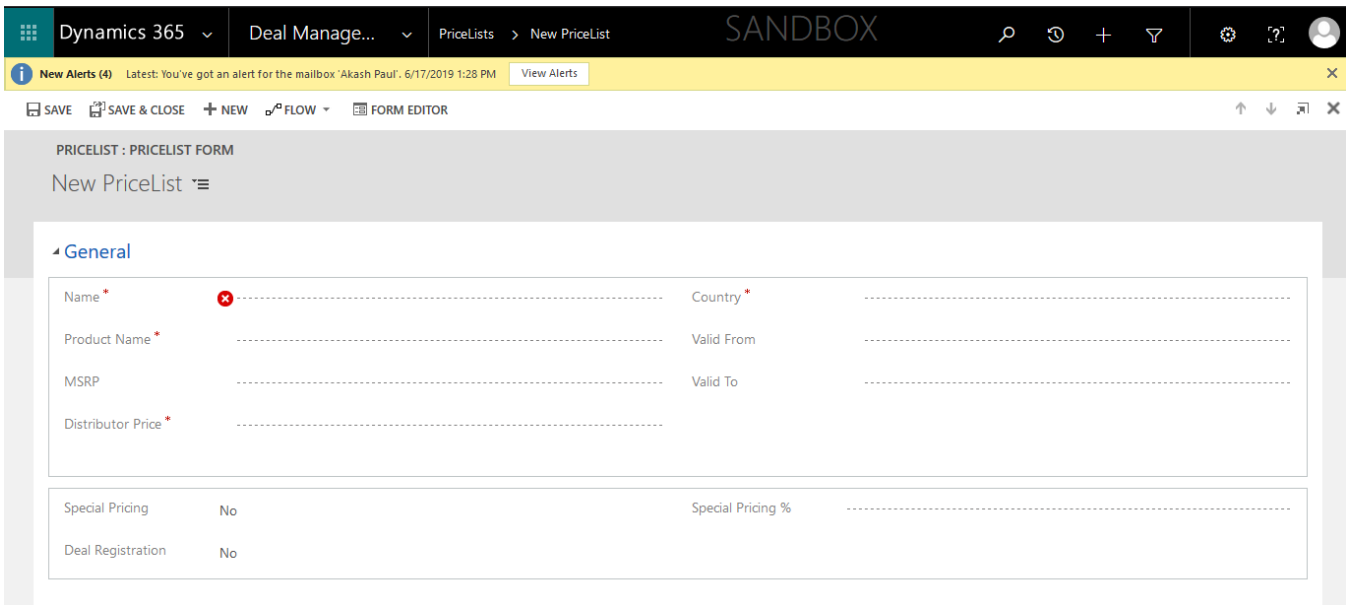 Dynamics 365 Deal Manage... PriceLists > New PriceList SANDBOX [?]
New Alerts (4) Latest: You've got an alert for the mailbox 'Akash Paul'. 6/17/2019 1:28 PM View Alerts
SAVE SAVE & CLOSE NEW FLOW FORM EDITOR
PRICELIST : PRICELIST FORM
New PriceList
General
Name * Country *
Product Name * Valid From
MSRP Valid To
Distributor Price *
Special Pricing No Special Pricing %
Deal Registration No